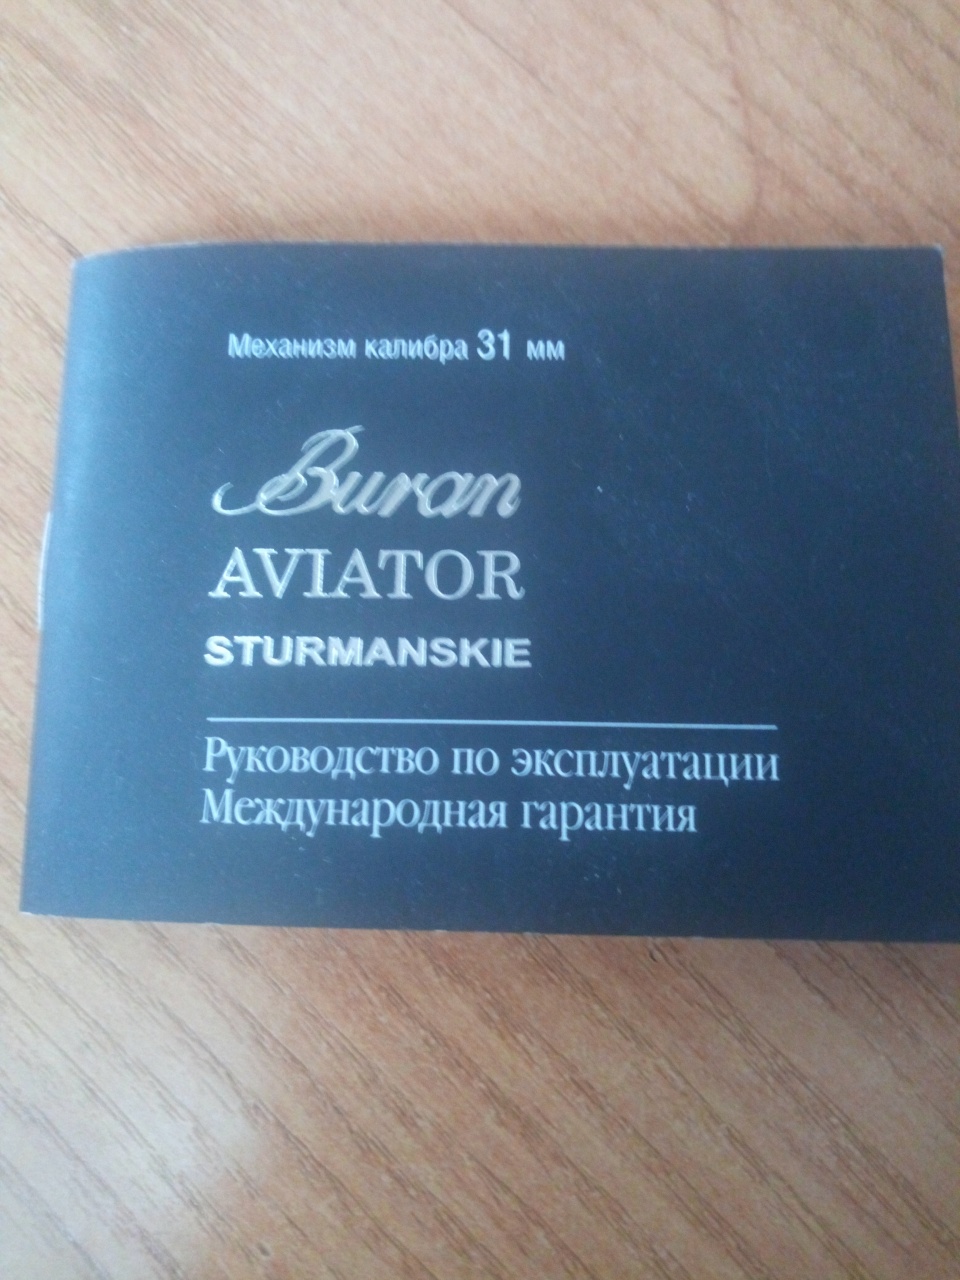 Механизм калибра 31 мм
Buran
AVIATOR
STURMANSKIE
Руководство по эксплуатации
Международная гарантия